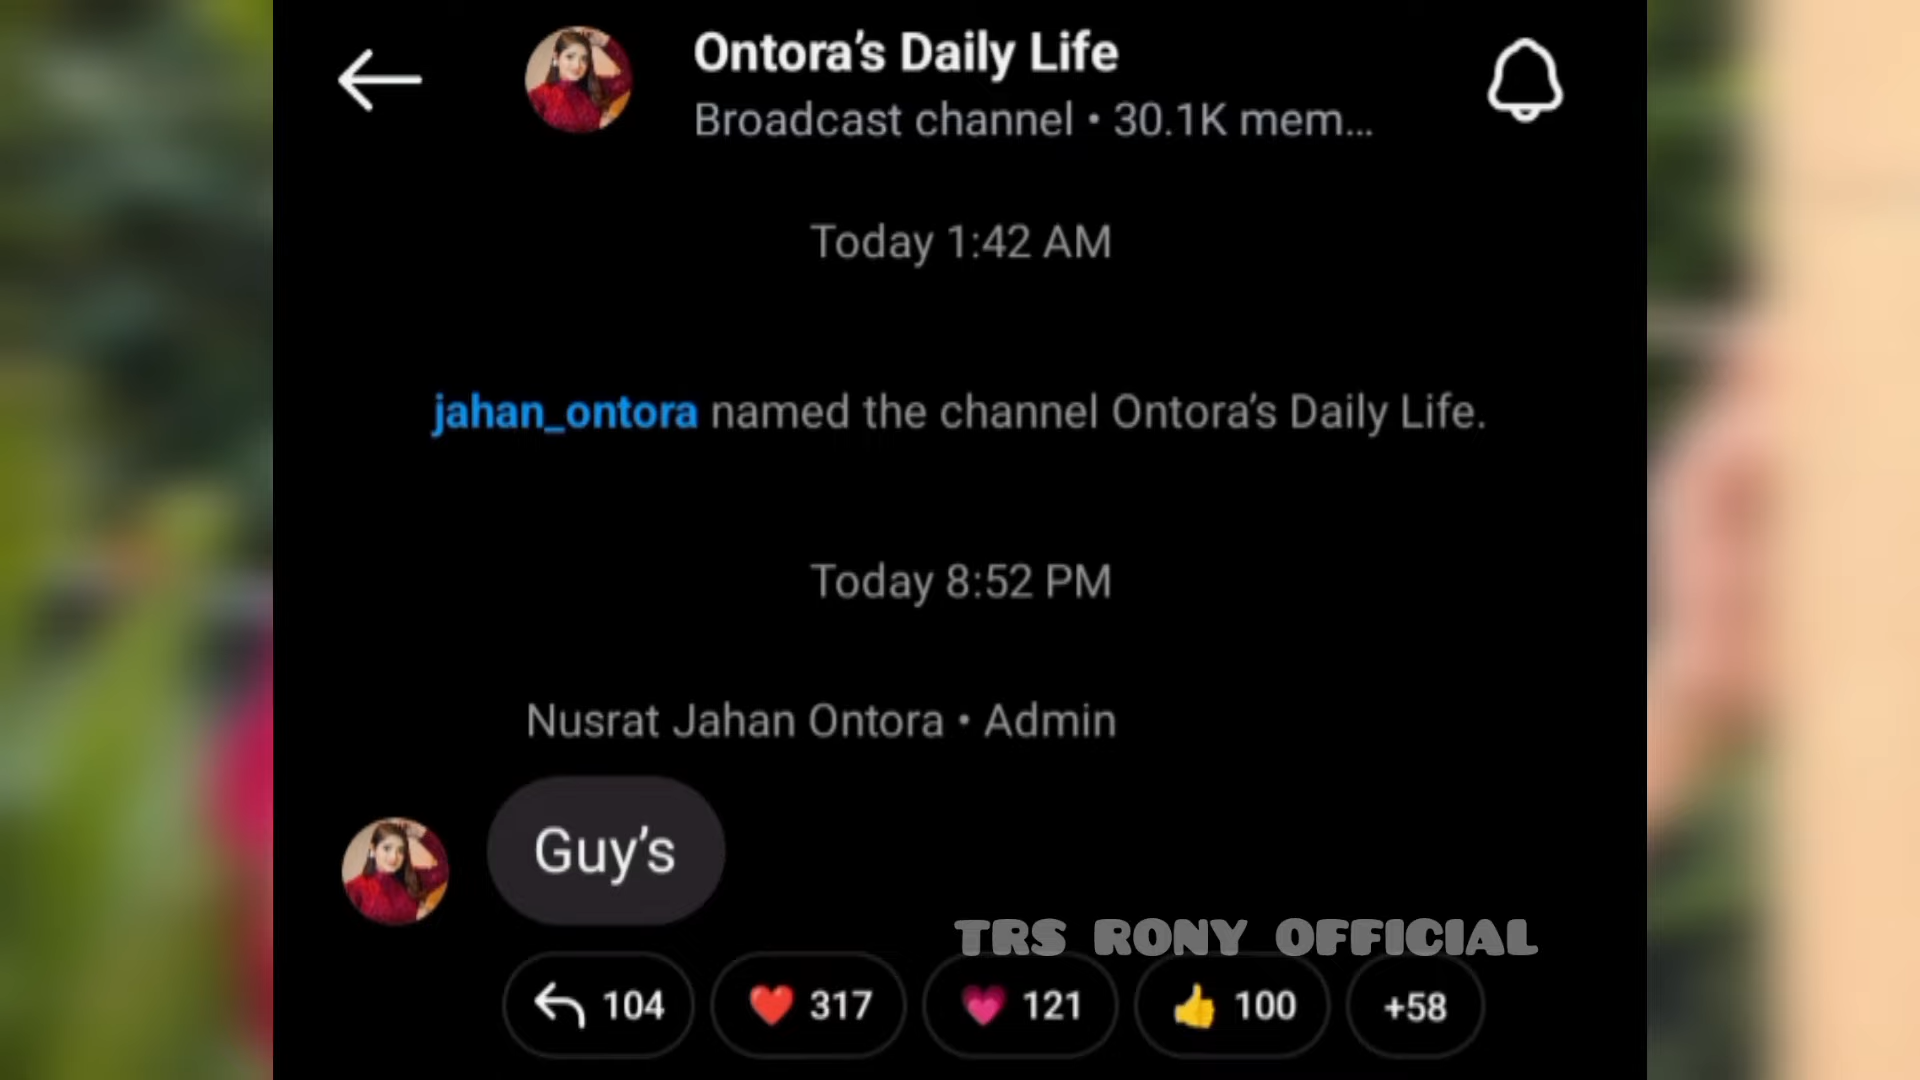 Ontora’s Daily Life
Broadcast channel • 30.1K mem...
Today 1:42 AM
jahan_ontora named the channel Ontora’s Daily Life.
Today 8:52 PM
Nusrat Jahan Ontora • Admin
Guy’s
TRS RONY OFFICIAL
104 ❤️ 317 💗 121 👍 100 +58